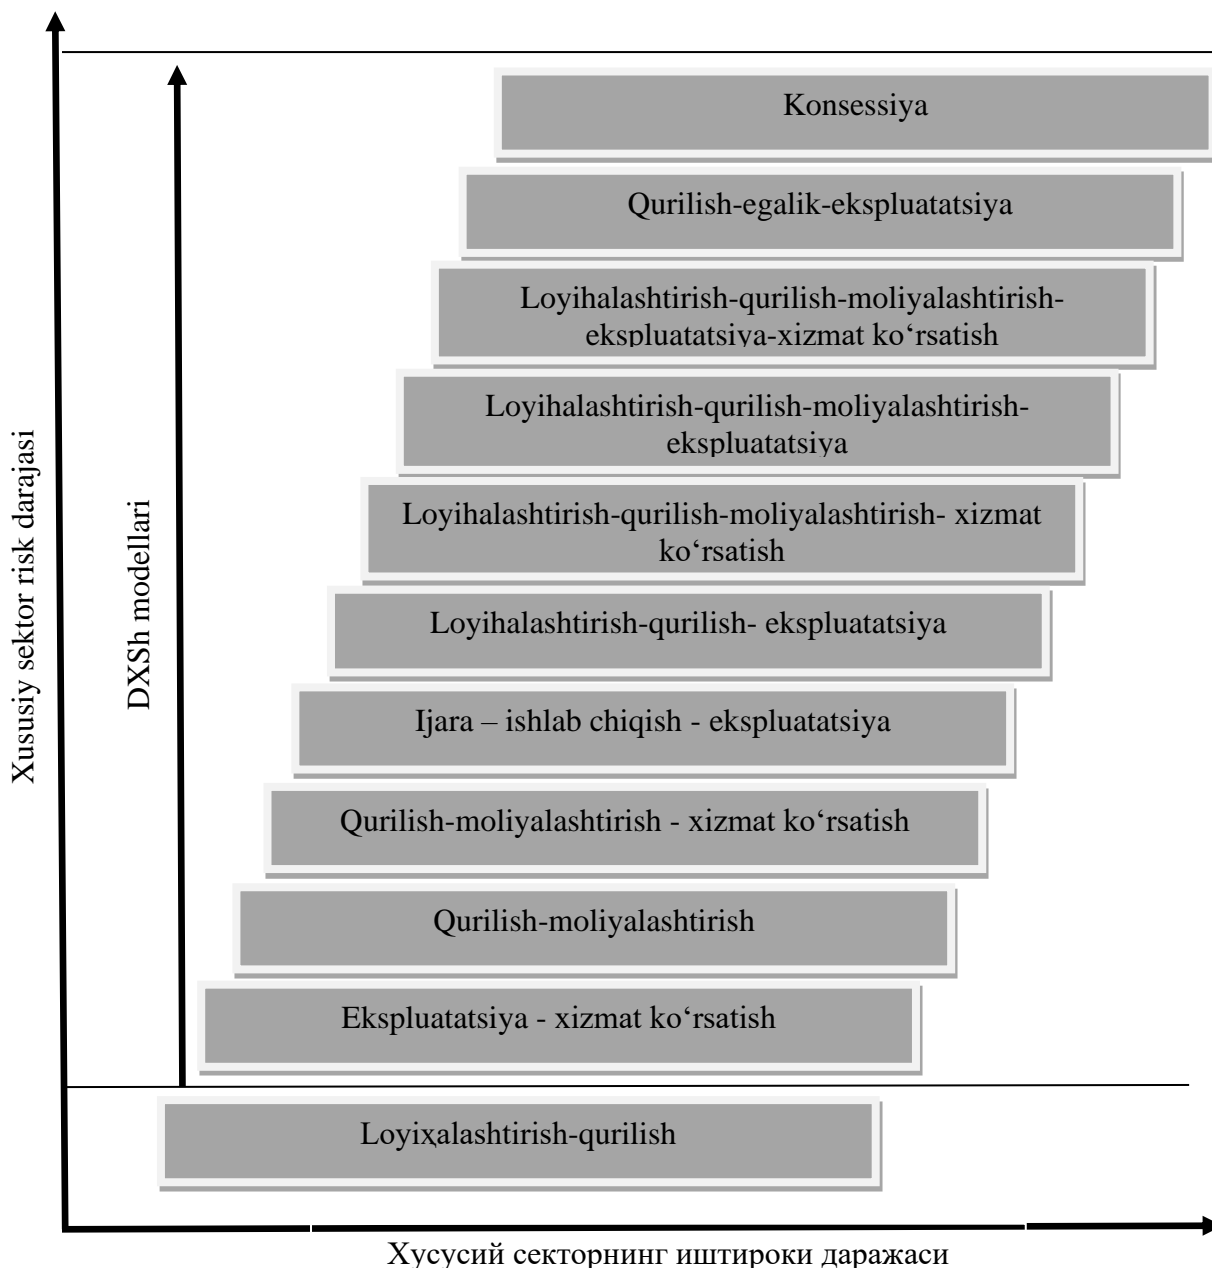 Konsessiya
Qurilish-egalik-ekspluatatsiya
Loyihalashtirish-qurilish-moliyalashtirish-
ekspluatatsiya-xizmat ko‘rsatish
Loyihalashtirish-qurilish-moliyalashtirish-
ekspluatatsiya
Loyihalashtirish-qurilish-moliyalashtirish- xizmat
ko‘rsatish
Loyihalashtirish-qurilish- ekspluatatsiya
Ijara – ishlab chiqish - ekspluatatsiya
Qurilish-moliyalashtirish - xizmat ko‘rsatish
Qurilish-moliyalashtirish
Ekspluatatsiya - xizmat ko‘rsatish
Loyiҳalashtirish-qurilish
Xususiy sektor risk darajasi
DXSh modellari
Хусусий секторнинг иштироки даражаси